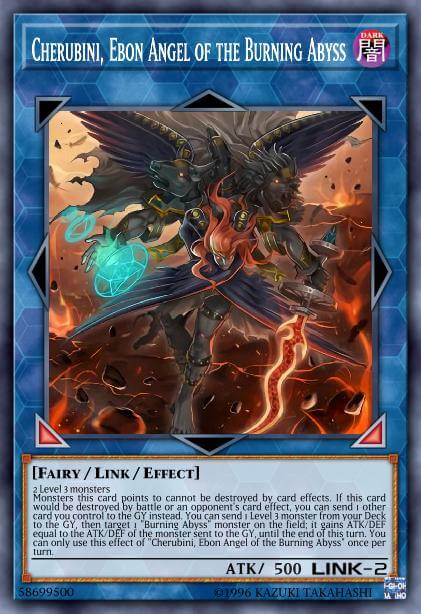 CHERUBINI, EBON ANGEL OF THE BURNING ABYSS
DARK
闇
[FAIRY / LINK / EFFECT]
2 Level 3 monsters
Monsters this card points to cannot be destroyed by card effects. If this card
would be destroyed by battle or an opponent's card effect, you can send 1 other
card you control to the GY instead. You can send 1 Level 3 monster from your Deck
to the GY, then target 1 "Burning Abyss" monster on the field; it gains ATK/DEF
equal to the ATK/DEF of the monster sent to the GY, until the end of this turn. You
can only use this effect of "Cherubini, Ebon Angel of the Burning Abyss" once per
turn.
ATK/ 500 LINK-2
58699500
©1996 KAZUKI TAKAHASHI